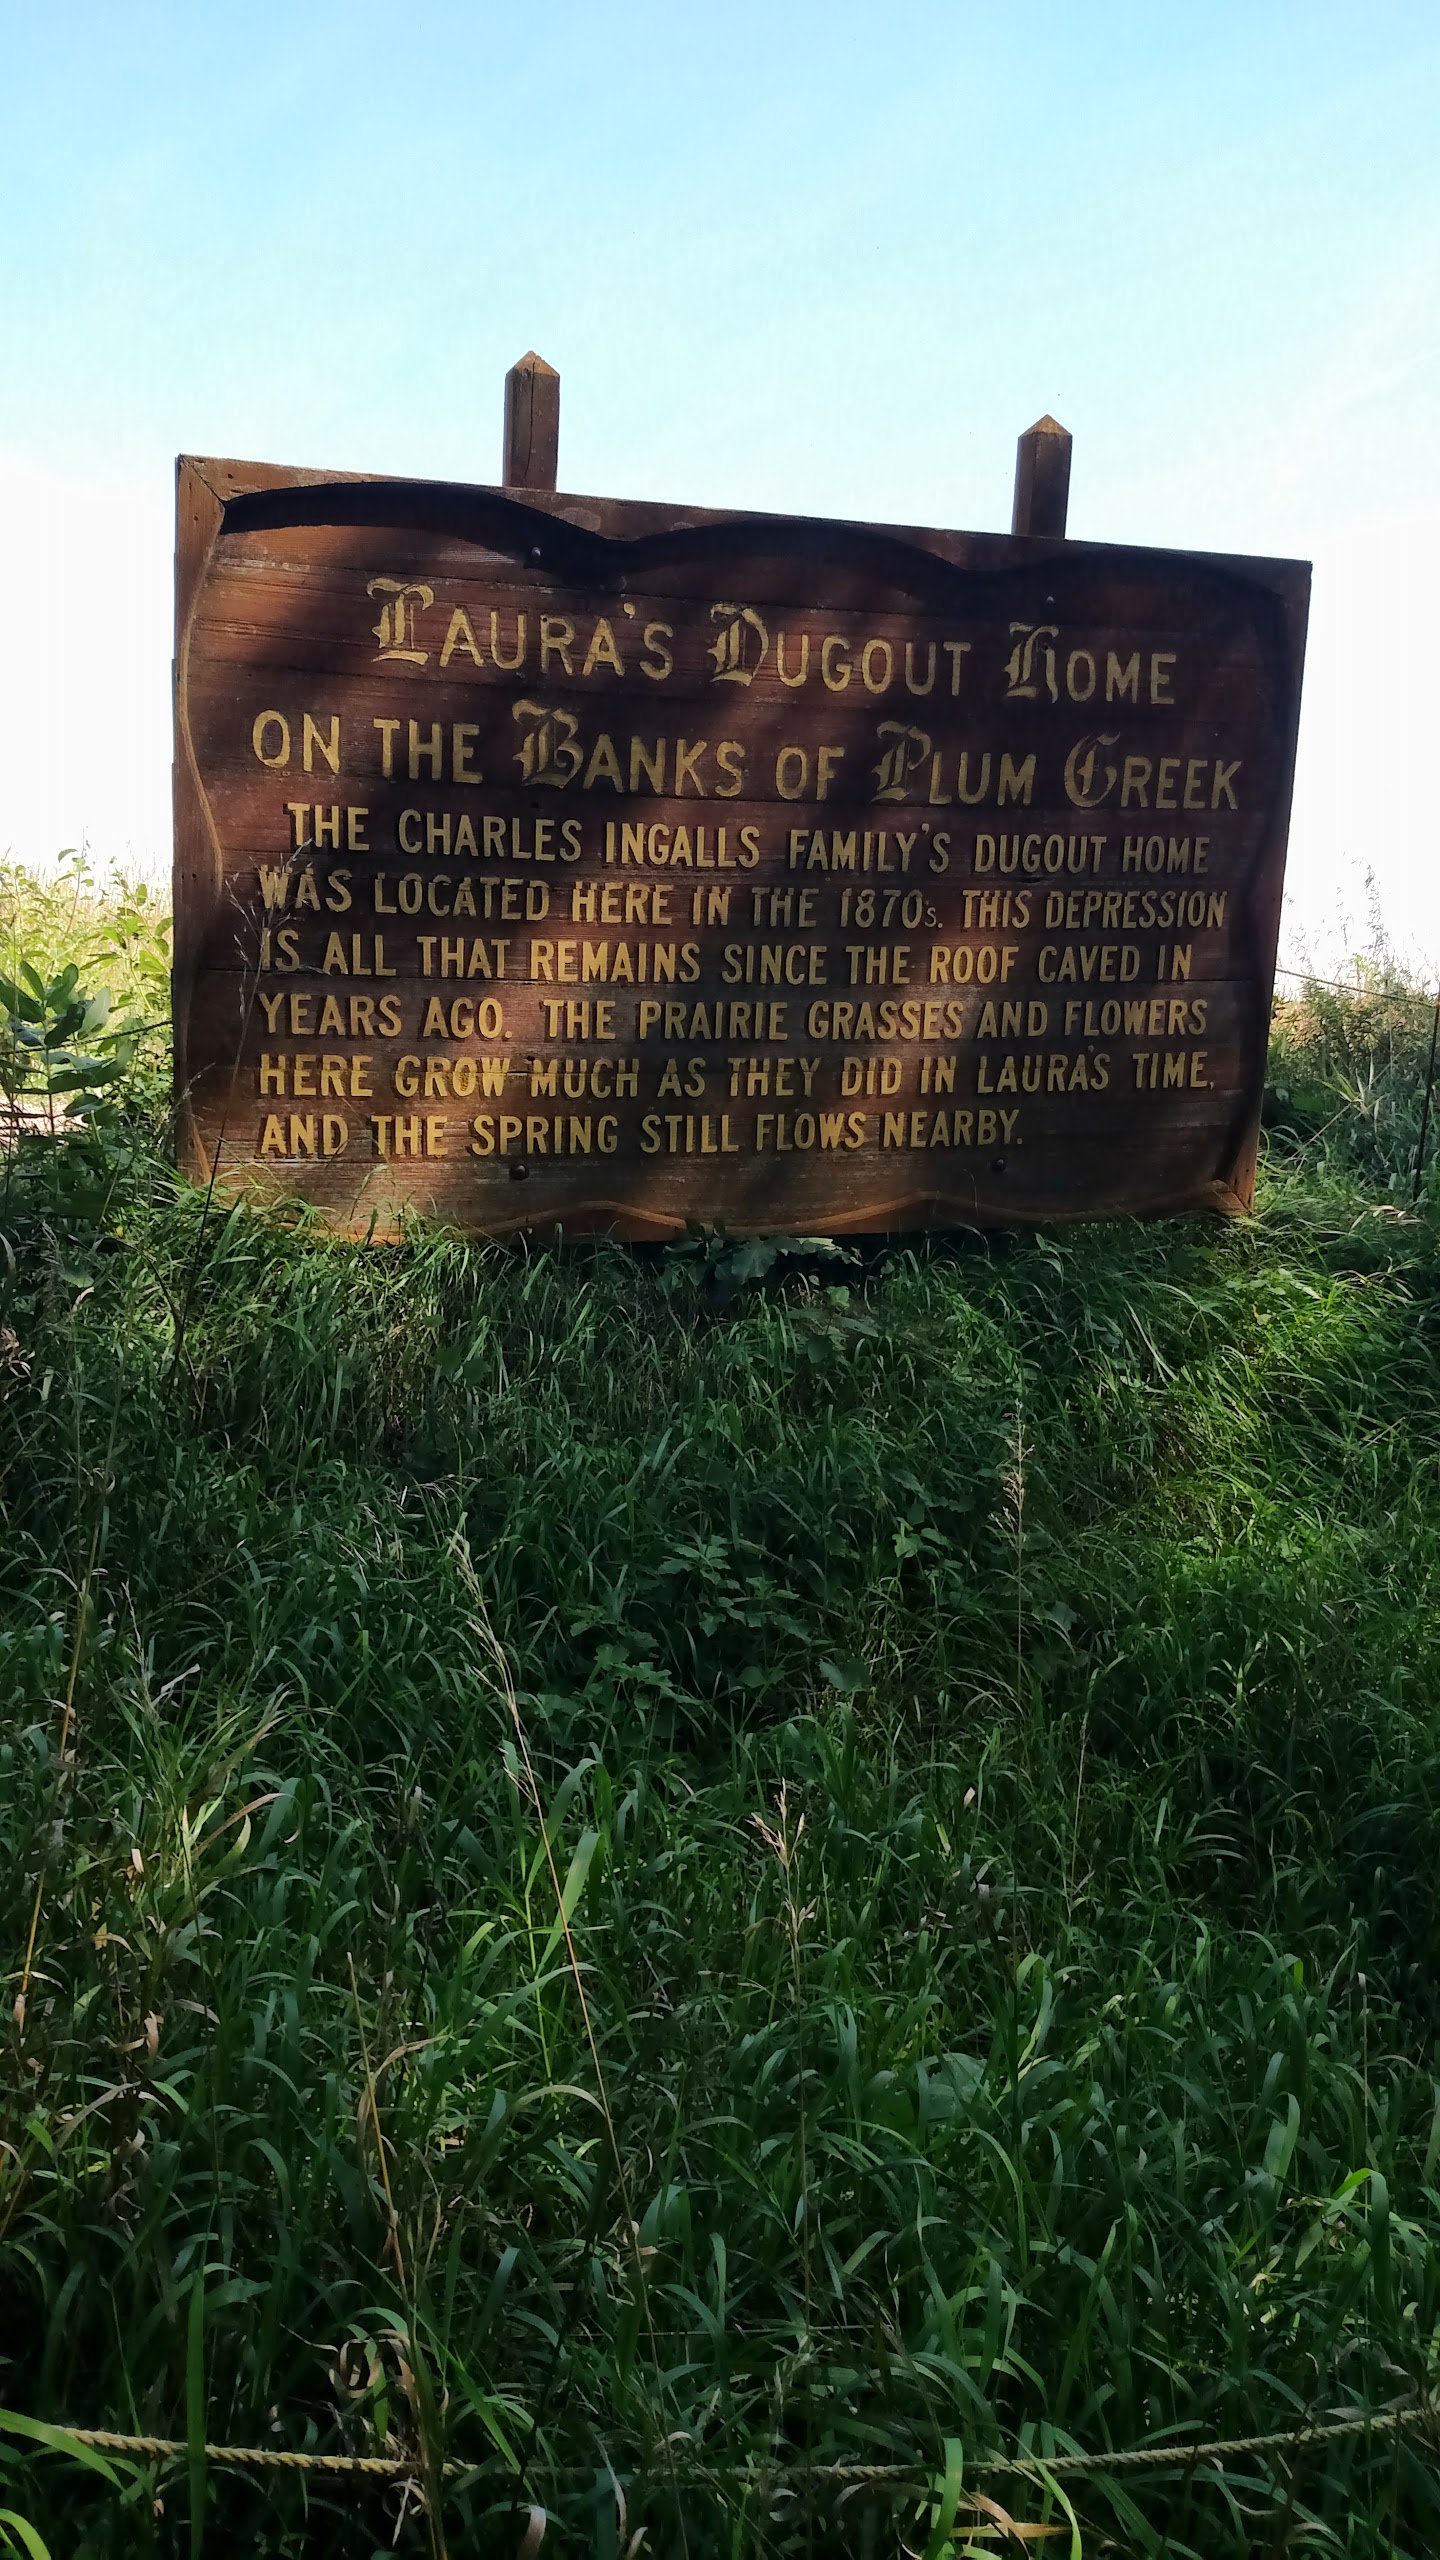 LAURA'S DUGOUT HOME
ON THE BANKS OF PLUM CREEK
THE CHARLES INGALLS FAMILY'S DUGOUT HOME
WAS LOCATED HERE IN THE 1870s. THIS DEPRESSION
IS ALL THAT REMAINS SINCE THE ROOF CAVED IN
YEARS AGO. THE PRAIRIE GRASSES AND FLOWERS
HERE GROW MUCH AS THEY DID IN LAURA'S TIME,
AND THE SPRING STILL FLOWS NEARBY.